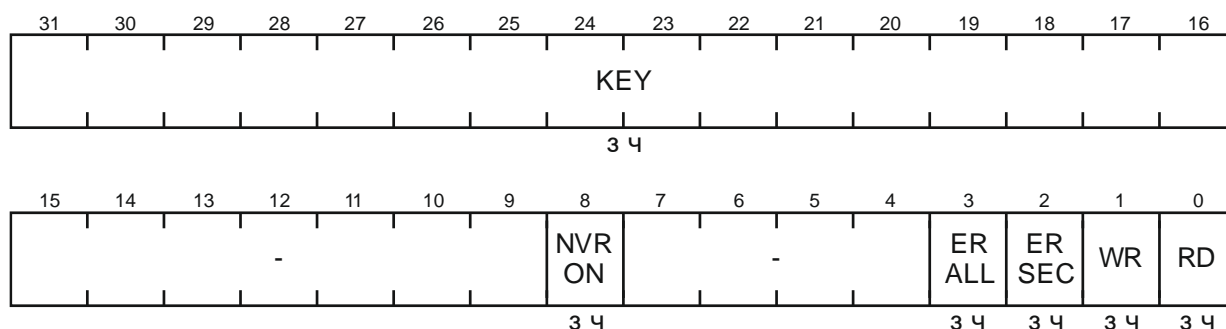 31 30 29 28 27 26 25 24 23 22 21 20 19 18 17 16
KEY
З Ч
15 14 13 12 11 10 9 8 7 6 5 4 3 2 1 0
- NVR ON - ER ALL ER SEC WR RD
З Ч З Ч З Ч З Ч З Ч